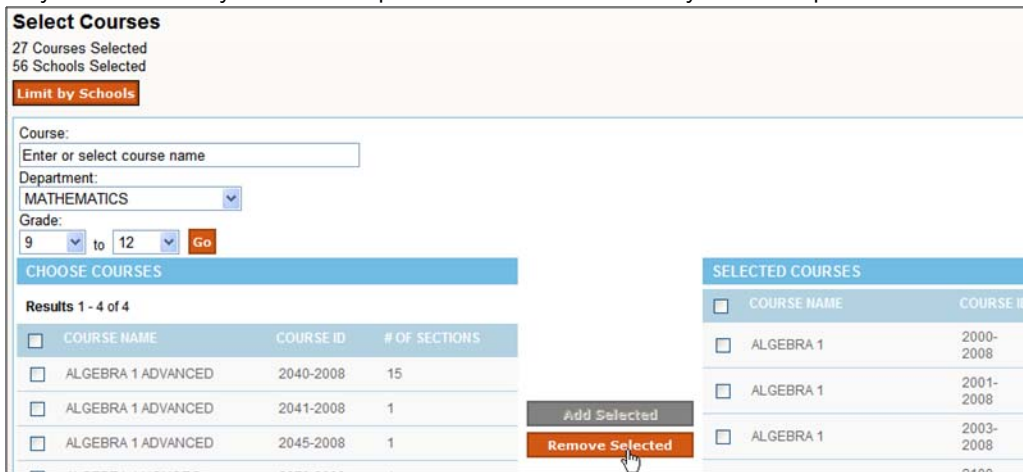 Select Courses
27 Courses Selected
56 Schools Selected
Limit by Schools
Course:
Enter or select course name
Department:
MATHEMATICS
Grade:
9 to 12 Go
CHOOSE COURSES
Results 1 - 4 of 4
COURSE NAME COURSE ID # OF SECTIONS
ALGEBRA 1 ADVANCED 2040-2008 15
ALGEBRA 1 ADVANCED 2041-2008 1
ALGEBRA 1 ADVANCED 2045-2008 1
Add Selected
Remove Selected
SELECTED COURSES
COURSE NAME COURSE
ALGEBRA 1 2000-
2008
ALGEBRA 1 2001-
2008
ALGEBRA 1 2003-
2008